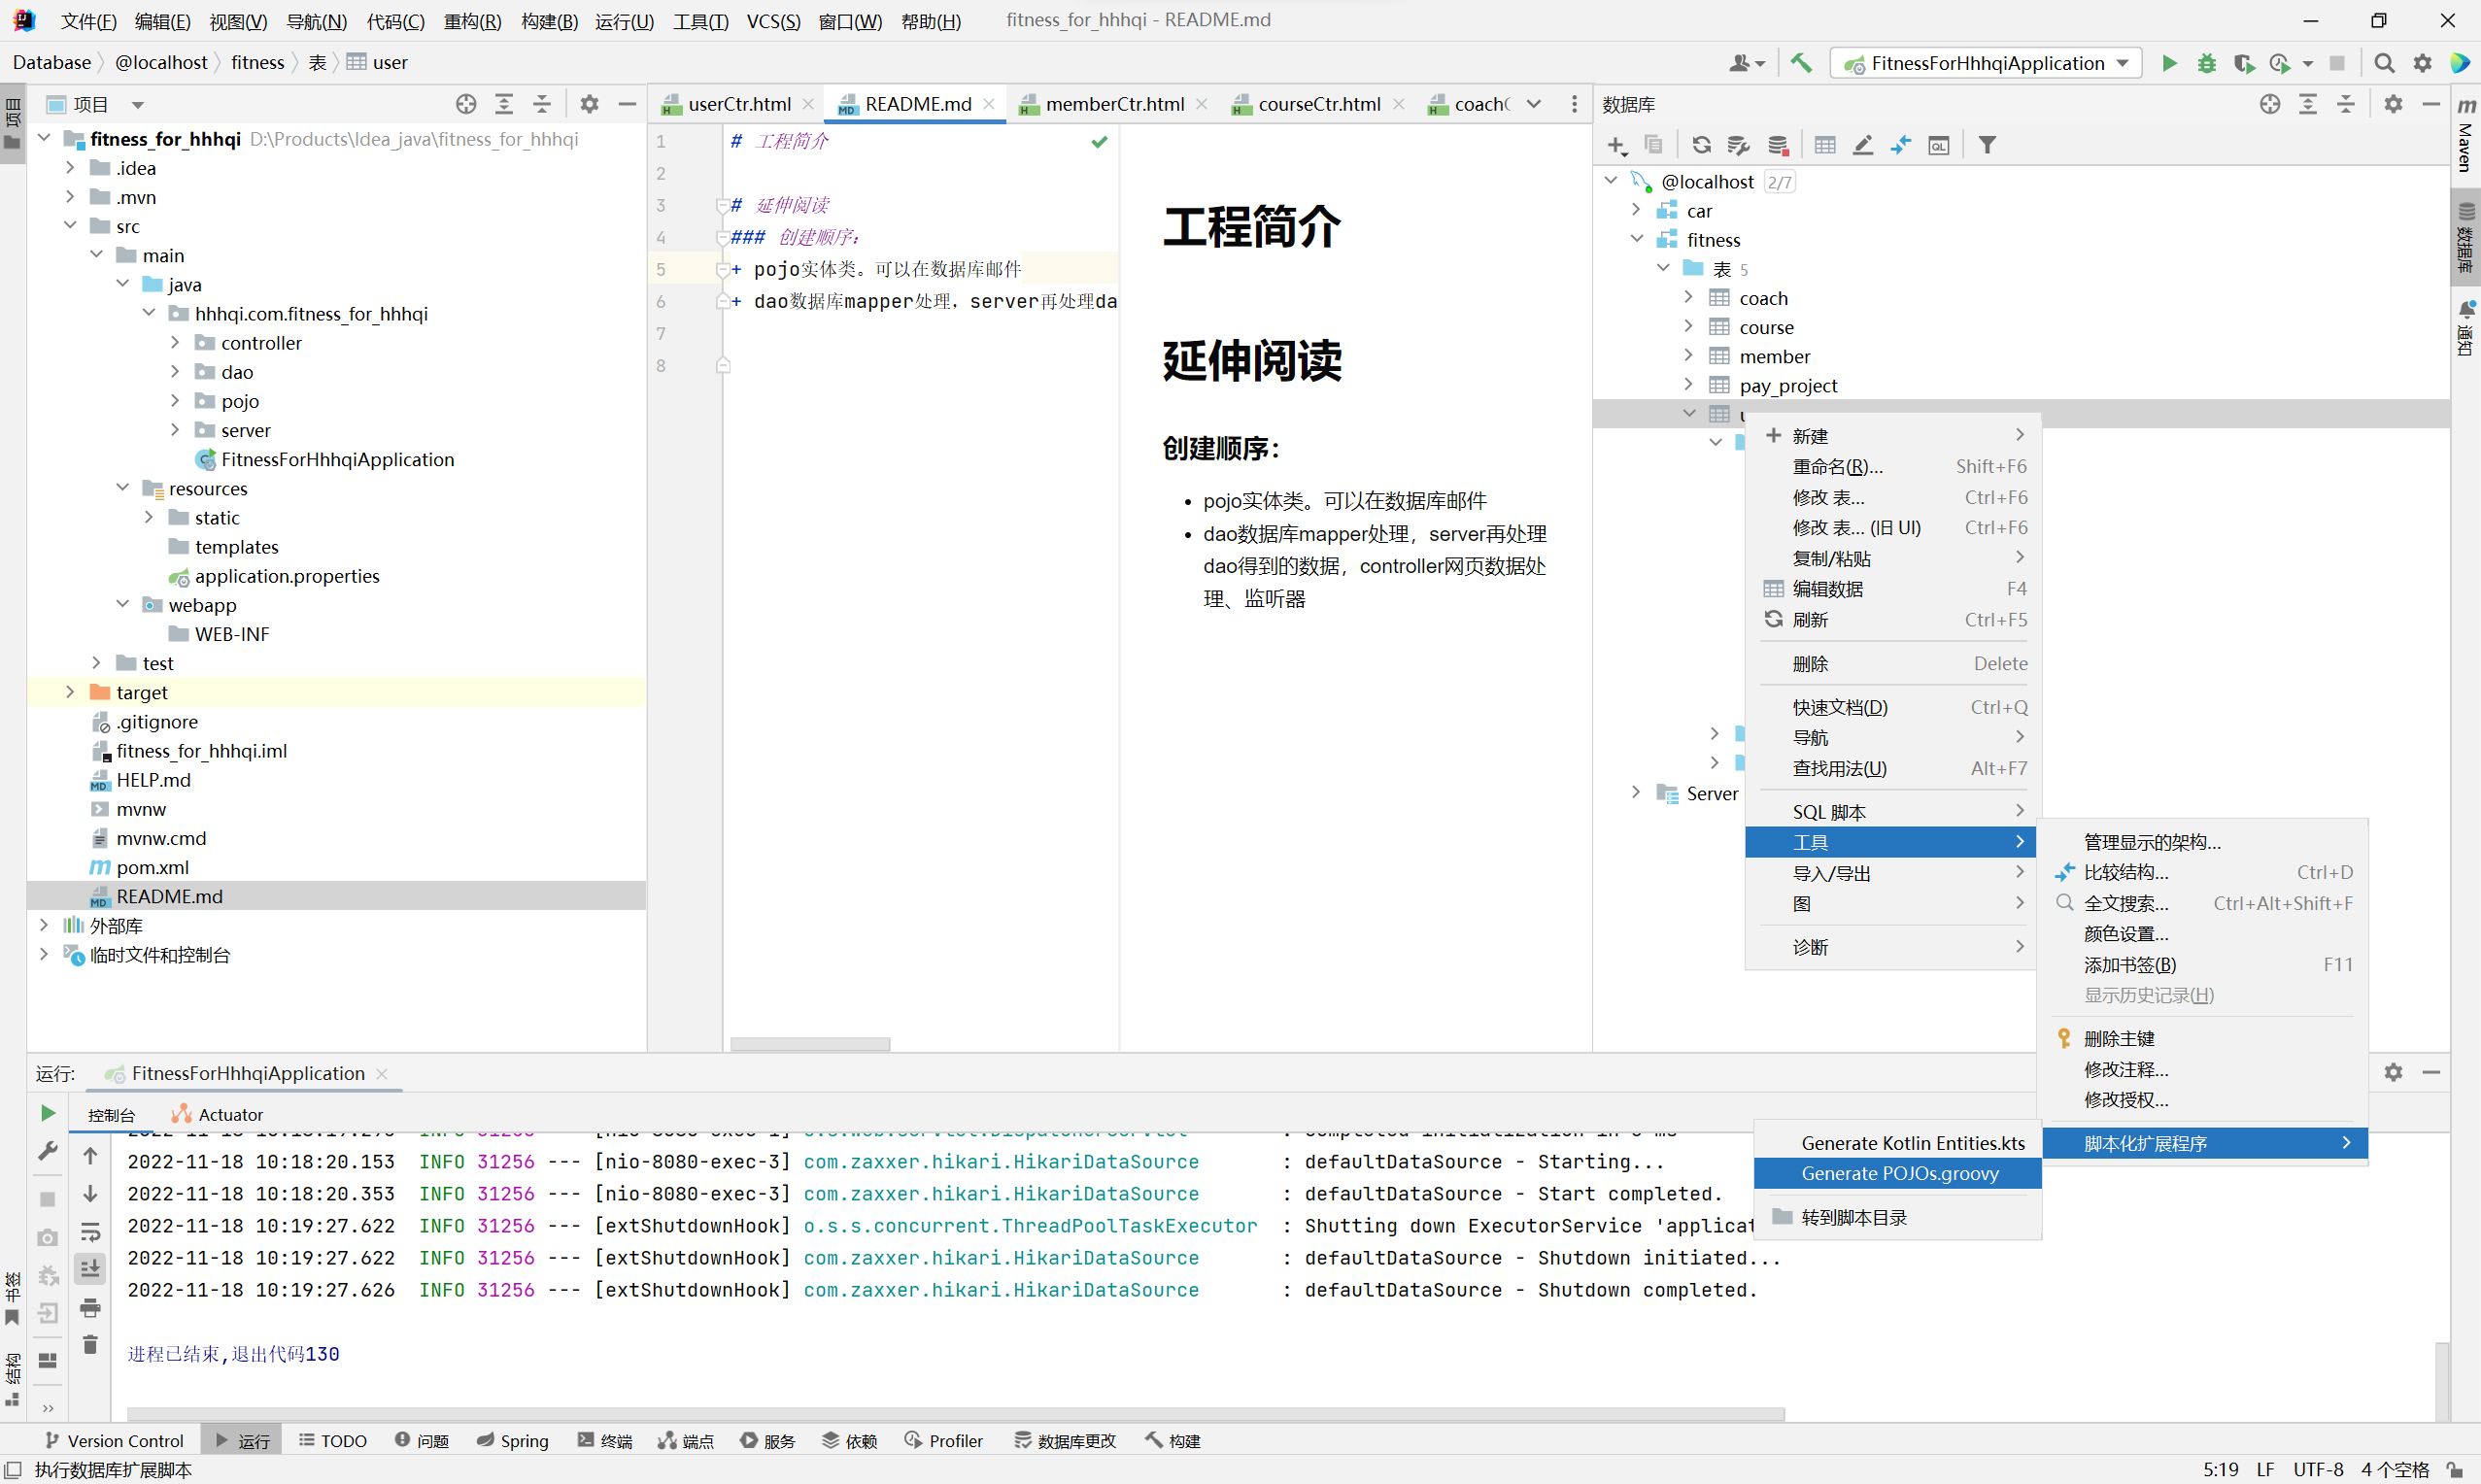 文件(F) 编辑(E) 视图(V) 导航(N) 代码(C) 重构(R) 构建(B) 运行(U) 工具(T) VCS(S) 窗口(W) 帮助(H) fitness_for_hhhqi - README.md
Database @localhost fitness 表 user
FitnessForHhhqiApplication
项目
项目
fitness_for_hhhqi D:\Products\Idea_java\fitness_for_hhhqi
.idea
.mvn
src
main
java
hhhqi.com.fitness_for_hhhqi
controller
dao
pojo
server
FitnessForHhhqiApplication
resources
static
templates
application.properties
webapp
WEB-INF
test
target
.gitignore
fitness_for_hhhqi.iml
HELP.md
mvnw
mvnw.cmd
pom.xml
README.md
外部库
临时文件和控制台
userCtr.html README.md memberCtr.html courseCtr.html
1 # 工程简介
2
3 # 延伸阅读
4 ### 创建顺序：
5 + pojo实体类。可以在数据库邮件
6 + dao数据库mapper处理，server再处理da
7
8
工程简介
延伸阅读
创建顺序：
• pojo实体类。可以在数据库邮件
• dao数据库mapper处理，server再处理
dao得到的数据，controller网页数据处
理、监听器
数据库
@localhost 2/7
car
fitness
表 5
coach
course
member
pay_project
Server
新建
重命名(R)... Shift+F6
修改 表... Ctrl+F6
修改 表... (旧 UI) Ctrl+F6
复制/粘贴
编辑数据 F4
刷新 Ctrl+F5
删除 Delete
快速文档(D) Ctrl+Q
导航
查找用法(U) Alt+F7
SQL 脚本
工具
导入/导出
图
诊断
管理显示的架构...
比较结构... Ctrl+D
全文搜索... Ctrl+Alt+Shift+F
颜色设置...
添加书签(B) F11
显示历史记录(H)
删除主键
修改注释...
修改授权...
脚本化扩展程序
Generate Kotlin Entities.kts
Generate POJOs.groovy
转到脚本目录
Maven
数据库
通知
运行: FitnessForHhhqiApplication
控制台 Actuator
2022-11-18 10:18:20.153 INFO 31256 --- [nio-8080-exec-3] com.zaxxer.hikari.HikariDataSource : defaultDataSource - Starting...
2022-11-18 10:18:20.353 INFO 31256 --- [nio-8080-exec-3] com.zaxxer.hikari.HikariDataSource : defaultDataSource - Start completed.
2022-11-18 10:19:27.622 INFO 31256 --- [extShutdownHook] o.s.s.concurrent.ThreadPoolTaskExecutor : Shutting down ExecutorService 'applicat
2022-11-18 10:19:27.622 INFO 31256 --- [extShutdownHook] com.zaxxer.hikari.HikariDataSource : defaultDataSource - Shutdown initiated...
2022-11-18 10:19:27.626 INFO 31256 --- [extShutdownHook] com.zaxxer.hikari.HikariDataSource : defaultDataSource - Shutdown completed.
进程已结束,退出代码130
书签
结构
Version Control 运行 TODO 问题 Spring 终端 端点 服务 依赖 Profiler 数据库更改 构建
执行数据库扩展脚本 5:19 LF UTF-8 4 个空格